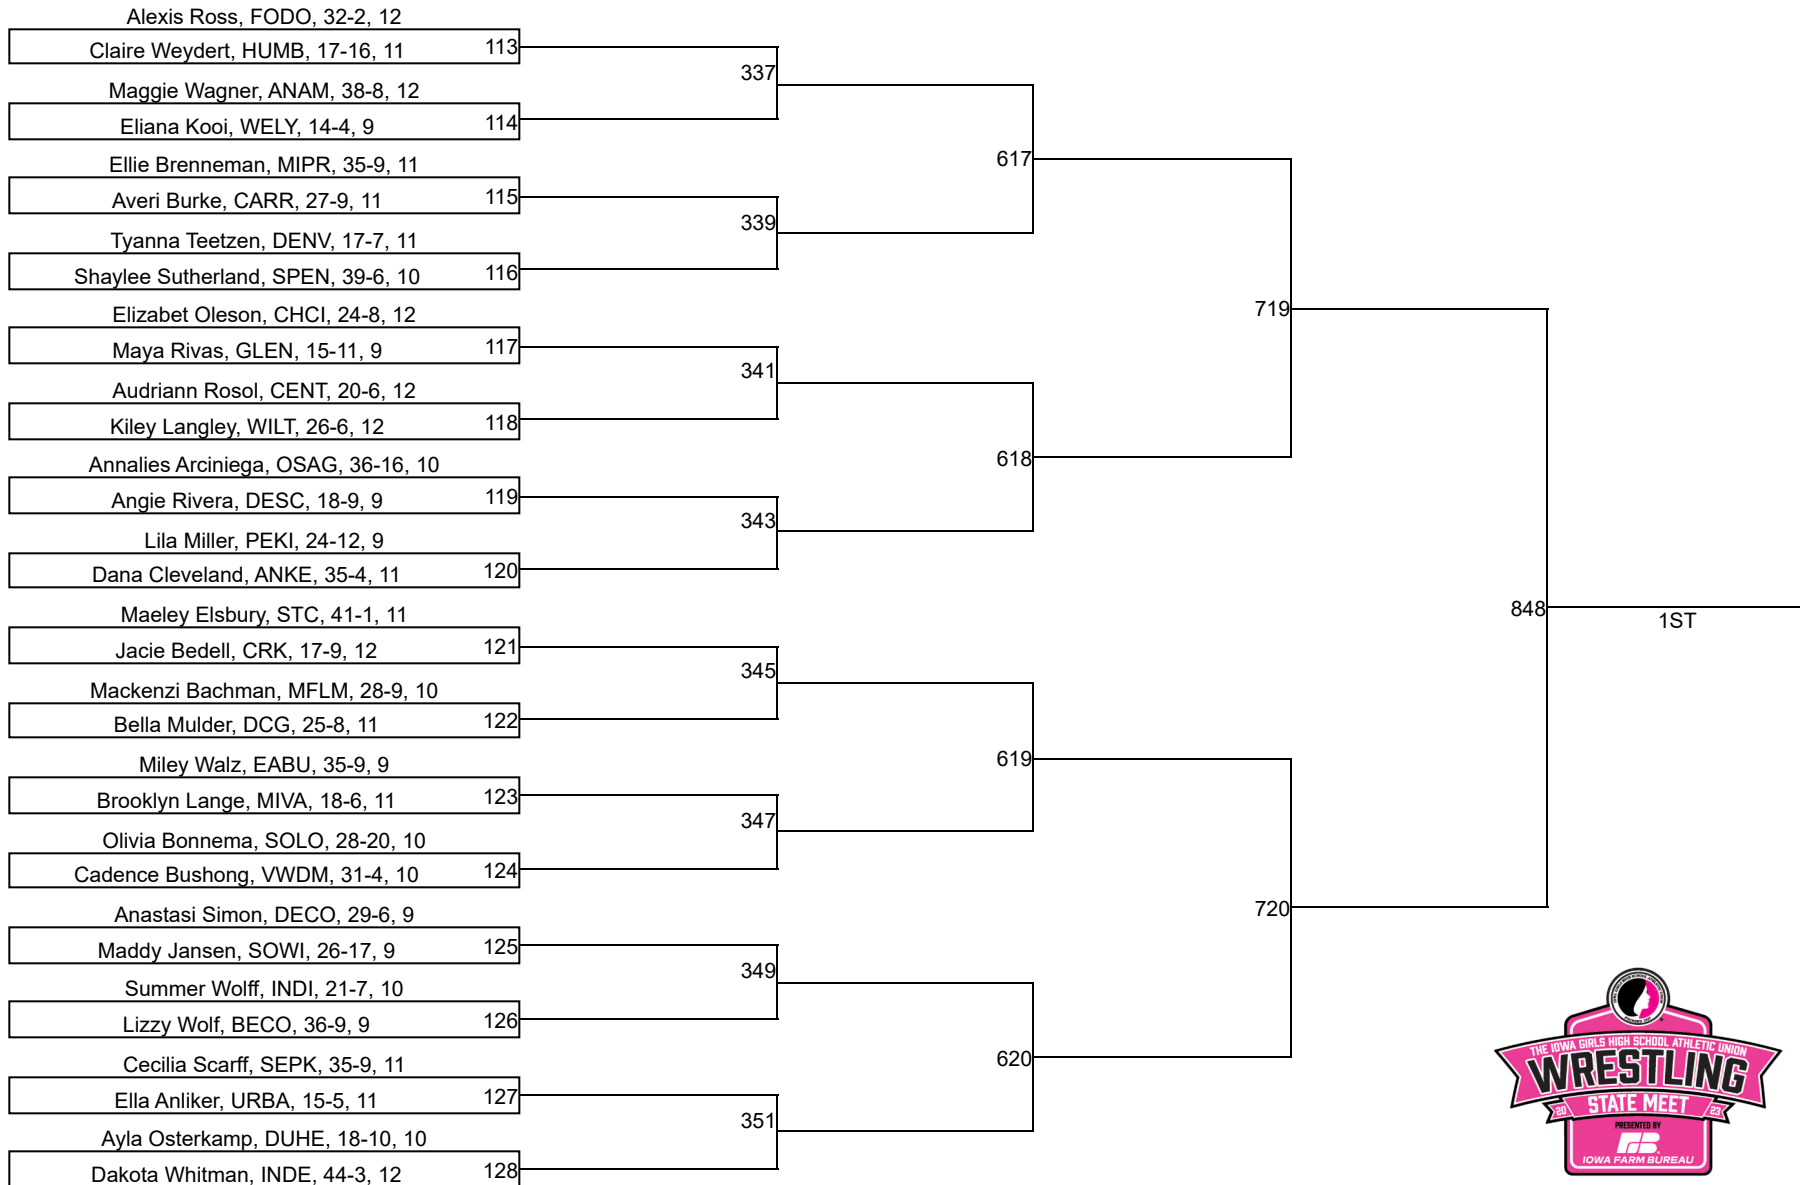 Alexis Ross, FODO, 32-2, 12
Claire Weydert, HUMB, 17-16, 11 113
337
Maggie Wagner, ANAM, 38-8, 12
Eliana Kooi, WELY, 14-4, 9 114
617
Ellie Brenneman, MIPR, 35-9, 11
Averi Burke, CARR, 27-9, 11 115
339
Tyanna Teetzen, DENV, 17-7, 11
Shaylee Sutherland, SPEN, 39-6, 10 116
719
Elizabet Oleson, CHCI, 24-8, 12
Maya Rivas, GLEN, 15-11, 9 117
341
Audriann Rosol, CENT, 20-6, 12
Kiley Langley, WILT, 26-6, 12 118
618
Annalies Arciniega, OSAG, 36-16, 10
Angie Rivera, DESC, 18-9, 9 119
343
Lila Miller, PEKI, 24-12, 9
Dana Cleveland, ANKE, 35-4, 11 120
848
1ST
Maeley Elsbury, STC, 41-1, 11
Jacie Bedell, CRK, 17-9, 12 121
345
Mackenzi Bachman, MFLM, 28-9, 10
Bella Mulder, DCG, 25-8, 11 122
619
Miley Walz, EABU, 35-9, 9
Brooklyn Lange, MIVA, 18-6, 11 123
347
Olivia Bonnema, SOLO, 28-20, 10
Cadence Bushong, VWDM, 31-4, 10 124
720
Anastasi Simon, DECO, 29-6, 9
Maddy Jansen, SOWI, 26-17, 9 125
349
Summer Wolff, INDI, 21-7, 10
Lizzy Wolf, BECO, 36-9, 9 126
620
Cecilia Scarff, SEPK, 35-9, 11
Ella Anliker, URBA, 15-5, 11 127
351
Ayla Osterkamp, DUHE, 18-10, 10
Dakota Whitman, INDE, 44-3, 12 128
THE IOWA GIRLS HIGH SCHOOL ATHLETIC UNION
WRESTLING
20 STATE MEET 23
PRESENTED BY
FB
IOWA FARM BUREAU